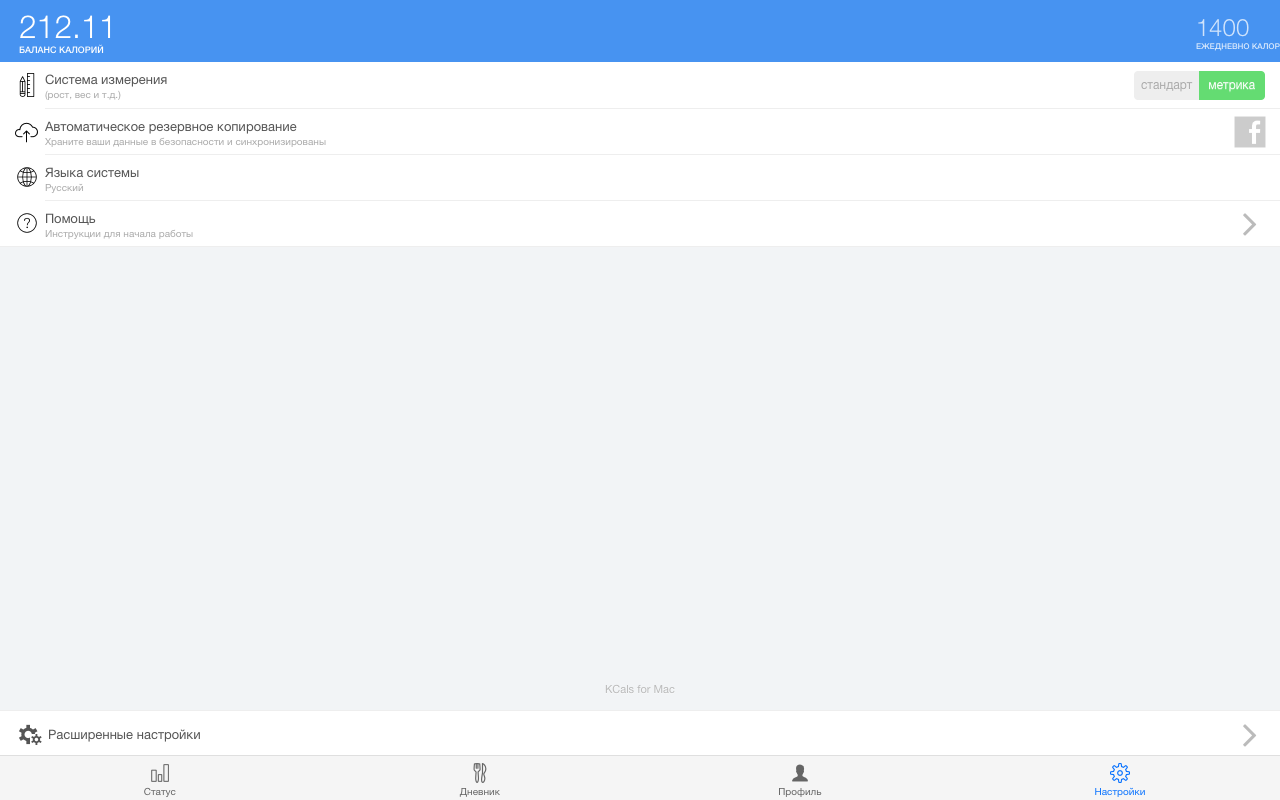 212.11
БАЛАНС КАЛОРИЙ
1400
ЕЖЕДНЕВНО КАЛОР
Система измерения
(рост, вес и т.д.)
стандарт
метрика
Автоматическое резервное копирование
Храните ваши данные в безопасности и синхронизированы
Языка системы
Русский
Помощь
Инструкции для начала работы
KCals for Mac
Расширенные настройки
Статус
Дневник
Профиль
Настройки